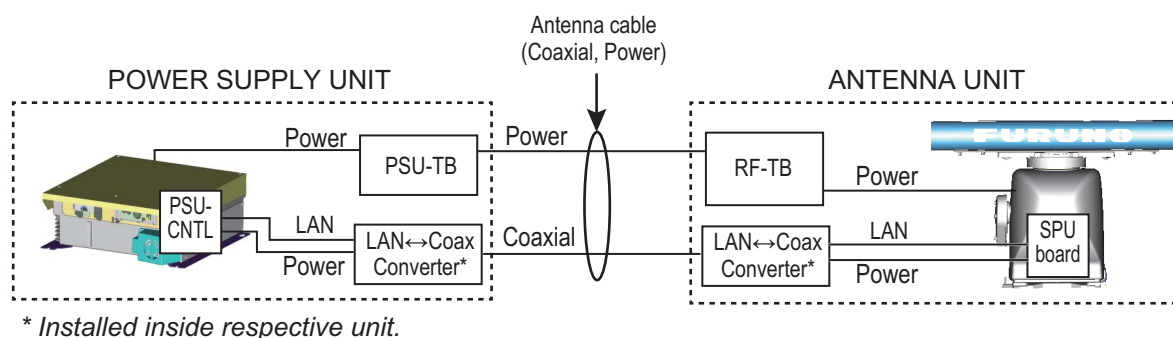 Antenna cable
(Coaxial, Power)
POWER SUPPLY UNIT
ANTENNA UNIT
Power
PSU-TB
Power
RF-TB
Power
FURUNO
PSU-
CNTL
LAN
Power
LAN↔Coax
Converter*
Coaxial
LAN↔Coax
Converter*
LAN
Power
SPU
board
* Installed inside respective unit.